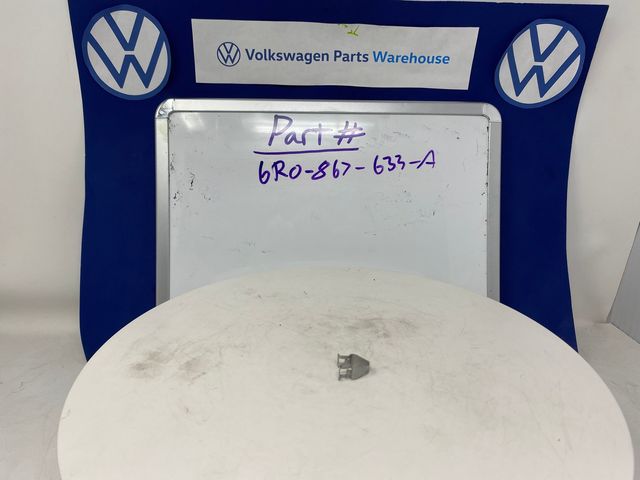 Volkswagen Parts Warehouse
Part #
6R0-867-633-A